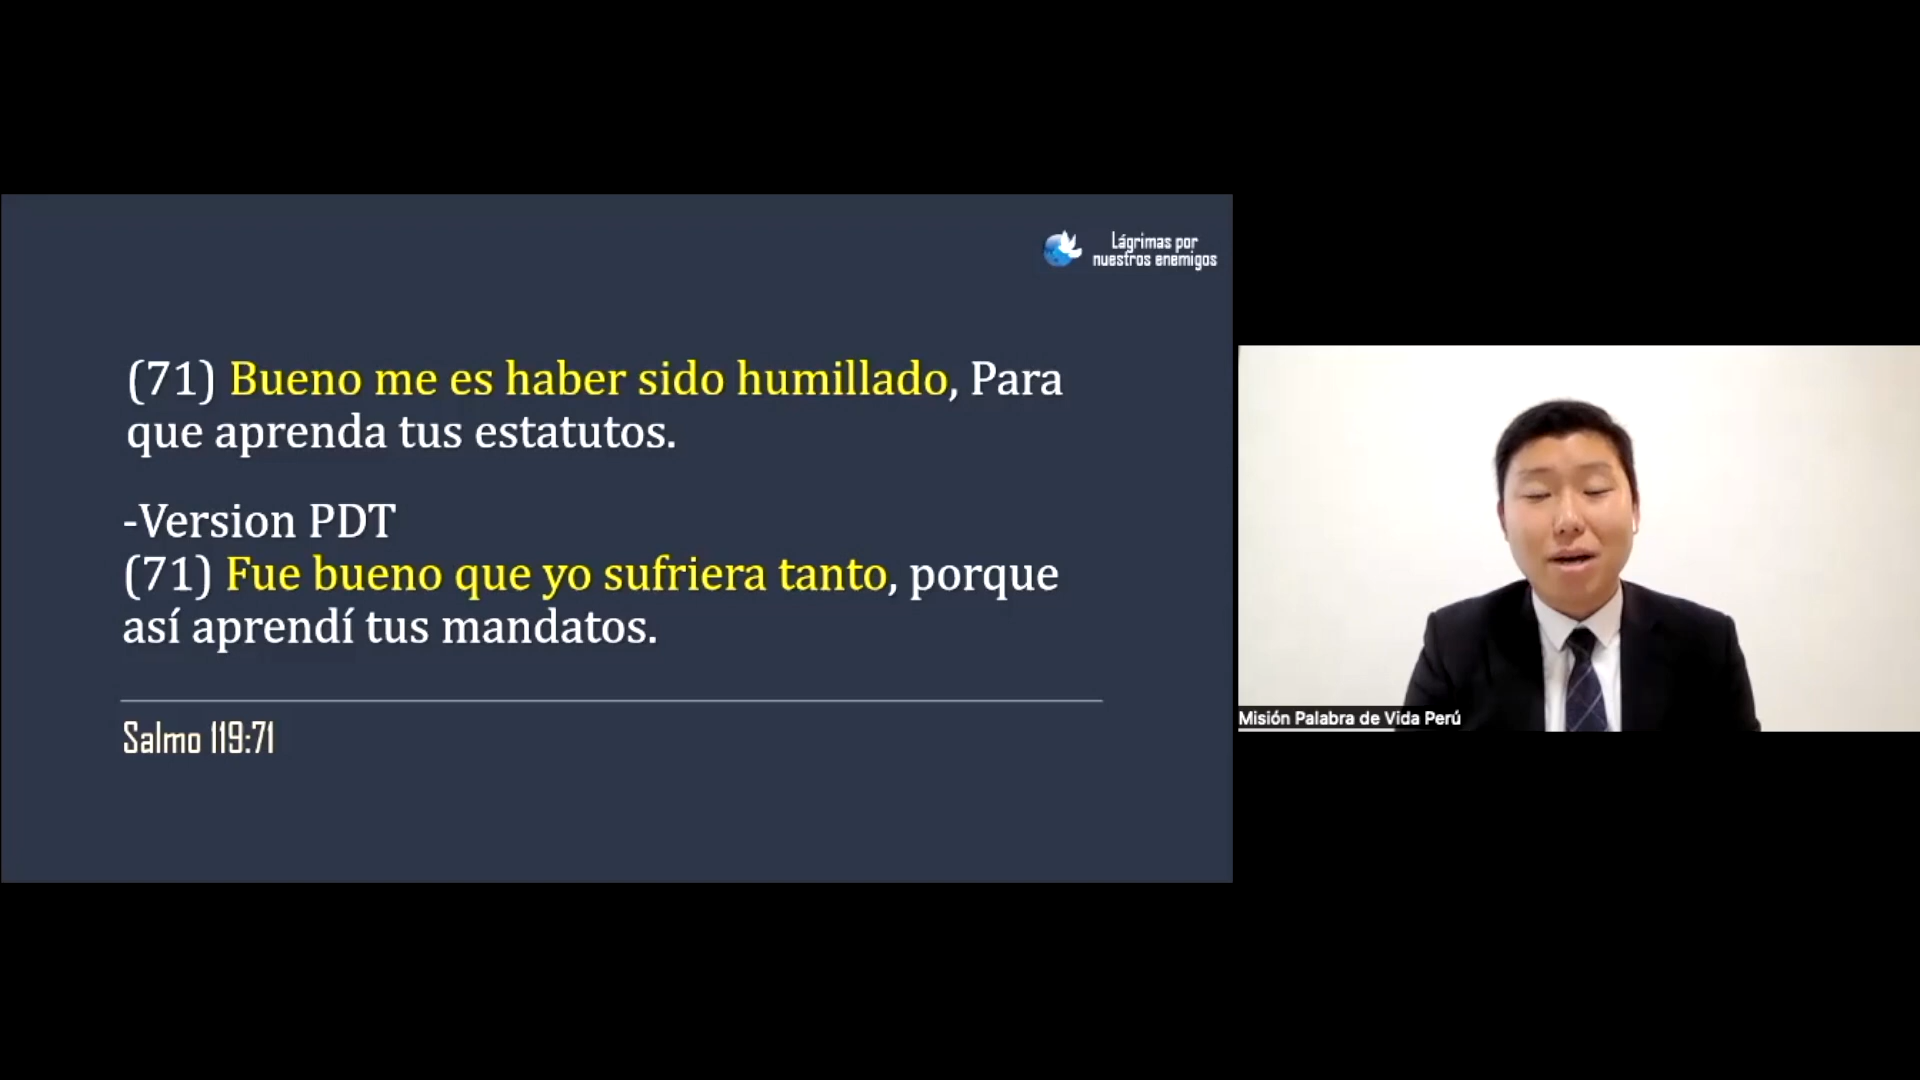 Lágrimas por
nuestros enemigos
(71) Bueno me es haber sido humillado, Para
que aprenda tus estatutos.
-Version PDT
(71) Fue bueno que yo sufriera tanto, porque
así aprendí tus mandatos.
Salmo 119:71
Misión Palabra de Vida Perú